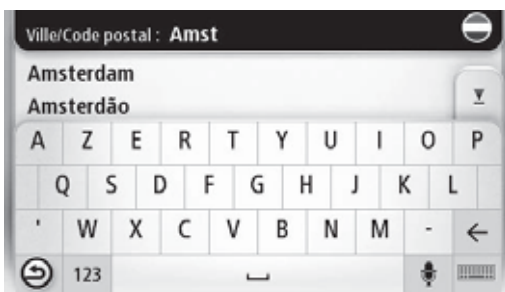 Ville/Code postal : Amst
Amsterdam
Amsterdão
A Z E R T Y U I O P
Q S D F G H J K L
' W X C V B N M -
123